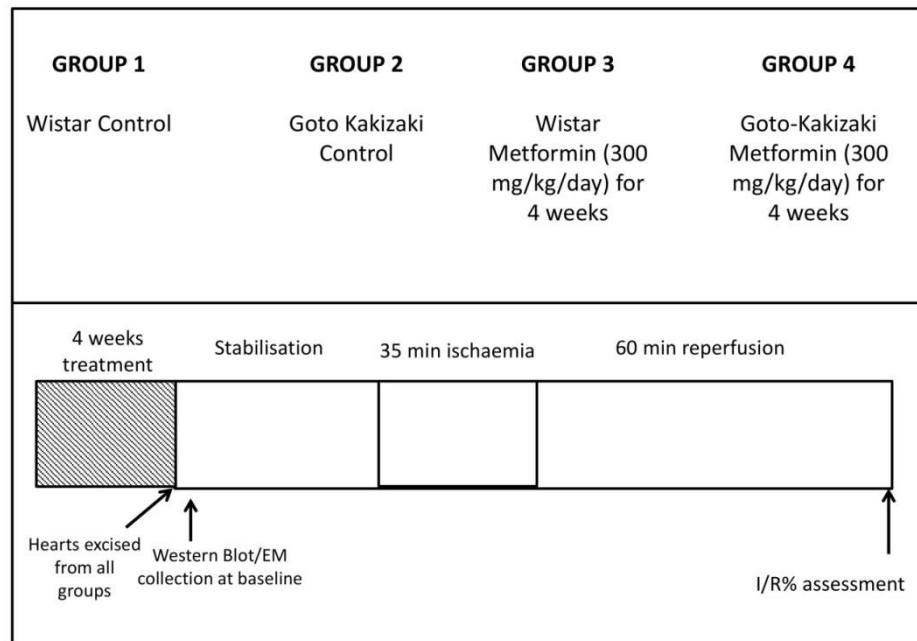 GROUP 1
Wistar Control
GROUP 2
Goto Kakizaki
Control
GROUP 3
Wistar
Metformin (300
mg/kg/day) for
4 weeks
GROUP 4
Goto-Kakizaki
Metformin (300
mg/kg/day) for
4 weeks
4 weeks
treatment
Stabilisation
35 min ischaemia
60 min reperfusion
Hearts excised
from all
groups
Western Blot/EM
collection at baseline
I/R% assessment